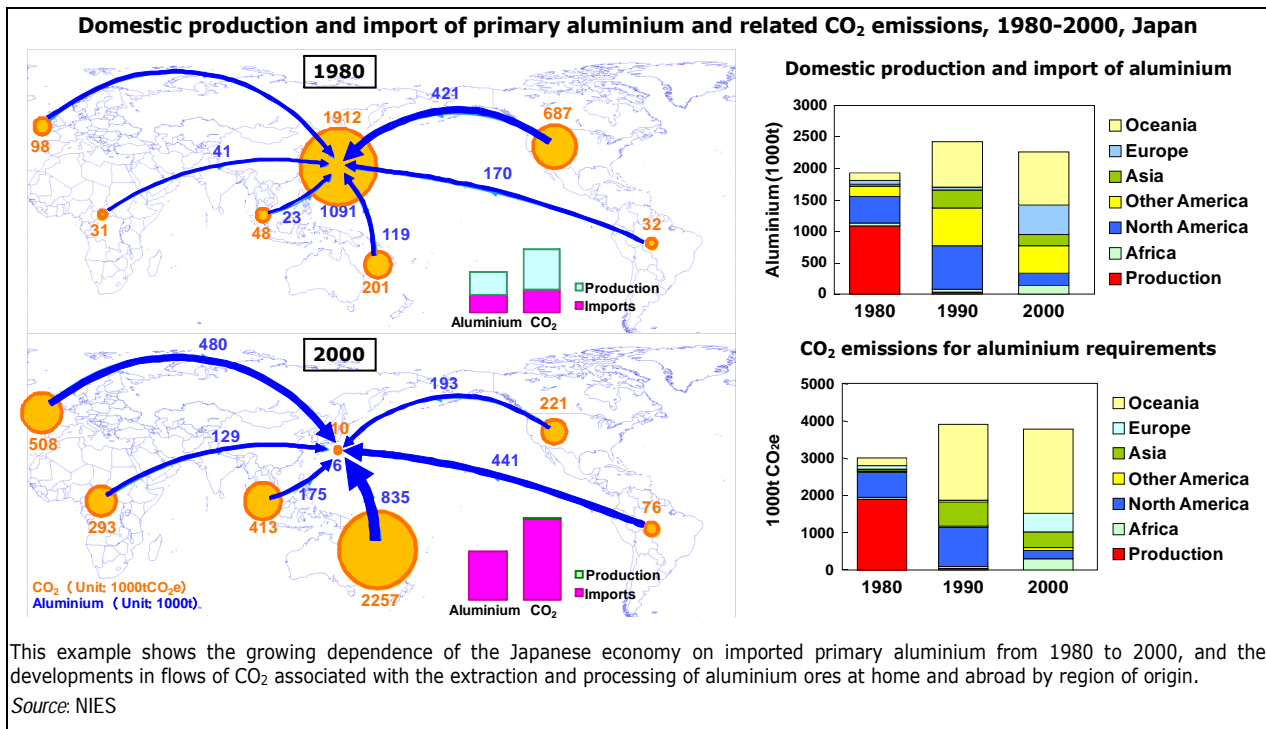 Domestic production and import of primary aluminium and related CO₂ emissions, 1980-2000, Japan
1980
1912
421
687
98
41
170
31
23
48
1091
119
201
32
Production
Imports
Aluminium
CO₂
2000
480
193
221
10
6
508
129
175
835
441
293
413
76
2257
Production
Imports
Aluminium
CO₂
CO₂ ( Unit: 1000tCO₂e)
Aluminium ( Unit: 1000t)
Domestic production and import of aluminium
Aluminium (1000t)
3000
2500
2000
1500
1000
500
0
1980
1990
2000
Oceania
Europe
Asia
Other America
North America
Africa
Production
CO₂ emissions for aluminium requirements
1000t CO₂e
5000
4000
3000
2000
1000
0
1980
1990
2000
Oceania
Europe
Asia
Other America
North America
Africa
Production
This example shows the growing dependence of the Japanese economy on imported primary aluminium from 1980 to 2000, and the
developments in flows of CO₂ associated with the extraction and processing of aluminium ores at home and abroad by region of origin.
Source: NIES